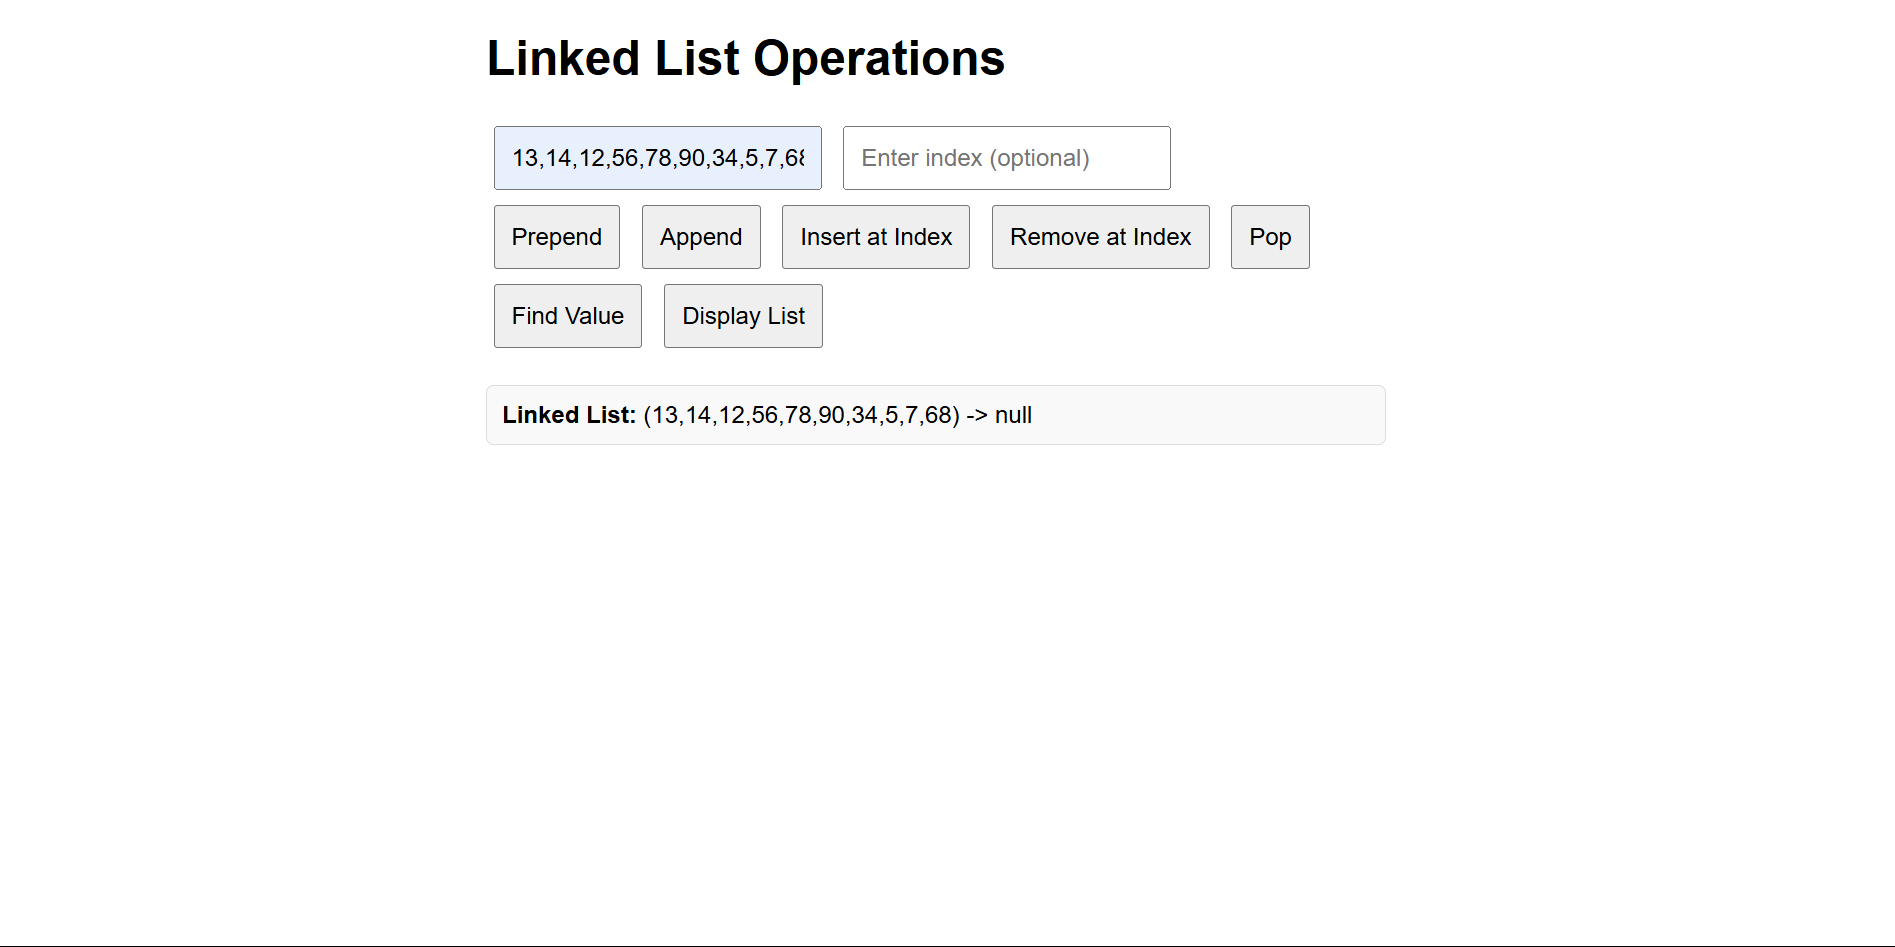 Linked List Operations
13,14,12,56,78,90,34,5,7,68 Enter index (optional)
Prepend Append Insert at Index Remove at Index Pop
Find Value Display List
Linked List: (13,14,12,56,78,90,34,5,7,68) -> null